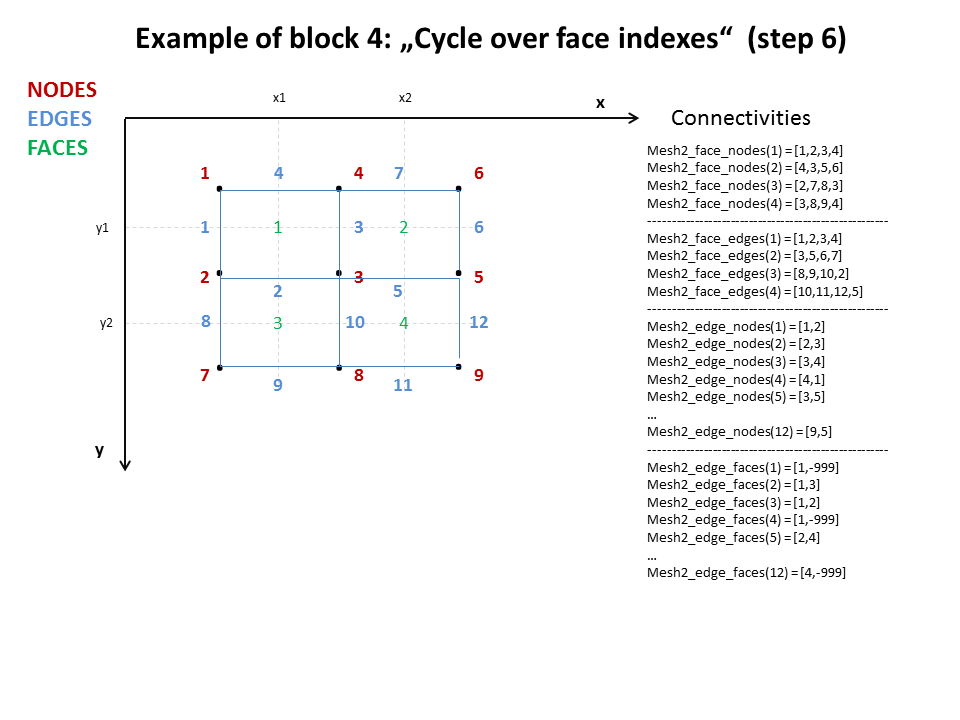 Example of block 4: „Cycle over face indexes“ (step 6)
NODES
EDGES
FACES
x1 x2 x
1 4 4 7 6
y1 1 1 3 2 6
2 3 5
2 5
y2 8 3 10 4 12
7 8 9
9 11
y
Connectivities
Mesh2_face_nodes(1) = [1,2,3,4]
Mesh2_face_nodes(2) = [4,3,5,6]
Mesh2_face_nodes(3) = [2,7,8,3]
Mesh2_face_nodes(4) = [3,8,9,4]
--------------------------------------------------
Mesh2_face_edges(1) = [1,2,3,4]
Mesh2_face_edges(2) = [3,5,6,7]
Mesh2_face_edges(3) = [8,9,10,2]
Mesh2_face_edges(4) = [10,11,12,5]
--------------------------------------------------
Mesh2_edge_nodes(1) = [1,2]
Mesh2_edge_nodes(2) = [2,3]
Mesh2_edge_nodes(3) = [3,4]
Mesh2_edge_nodes(4) = [4,1]
Mesh2_edge_nodes(5) = [3,5]
...
Mesh2_edge_nodes(12) = [9,5]
--------------------------------------------------
Mesh2_edge_faces(1) = [1,-999]
Mesh2_edge_faces(2) = [1,3]
Mesh2_edge_faces(3) = [1,2]
Mesh2_edge_faces(4) = [1,-999]
Mesh2_edge_faces(5) = [2,4]
...
Mesh2_edge_faces(12) = [4,-999]